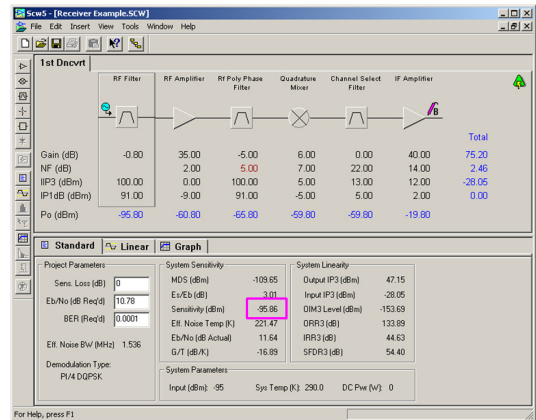 Scw5 - [Receiver Example.SCW]
File Edit Insert View Tools Window Help
1st Dncvrt
RF Filter RF Amplifier Rf Poly Phase Filter Quadrature Mixer Channel Select Filter IF Amplifier
B
Total
Gain (dB) -0.80 35.00 -5.00 6.00 0.00 40.00 75.20
NF (dB) 2.00 5.00 7.00 22.00 14.00 2.46
IIP3 (dBm) 100.00 0.00 100.00 5.00 13.00 12.00 -28.05
IP1dB (dBm) 91.00 -9.00 91.00 -5.00 5.00 2.00 0.00
Po (dBm) -95.80 -60.80 -65.80 -59.80 -59.80 -19.80
Standard Linear Graph
Project Parameters
Sens. Loss (dB) 0
Eb/No (dB Req'd) 10.78
BER (Req'd) 0.0001
Eff. Noise BW (MHz) 1.536
Demodulation Type:
PI/4 DQPSK
System Sensitivity
MDS (dBm) -109.65
Es/Eb (dB) 3.01
Sensitivity (dBm) -95.86
Eff. Noise Temp (K) 221.47
Eb/No (dB Actual) 11.64
G/T (dB/K) -16.89
System Linearity
Output IP3 (dBm) 47.15
Input IP3 (dBm) -28.05
OIM3 Level (dBm) -153.69
ORR3 (dB) 133.89
IRR3 (dB) 44.63
SFDR3 (dB) 54.40
System Parameters
Input (dBm): -95 Sys Temp (K): 290.0 DC Pwr (W): 0
For Help, press F1